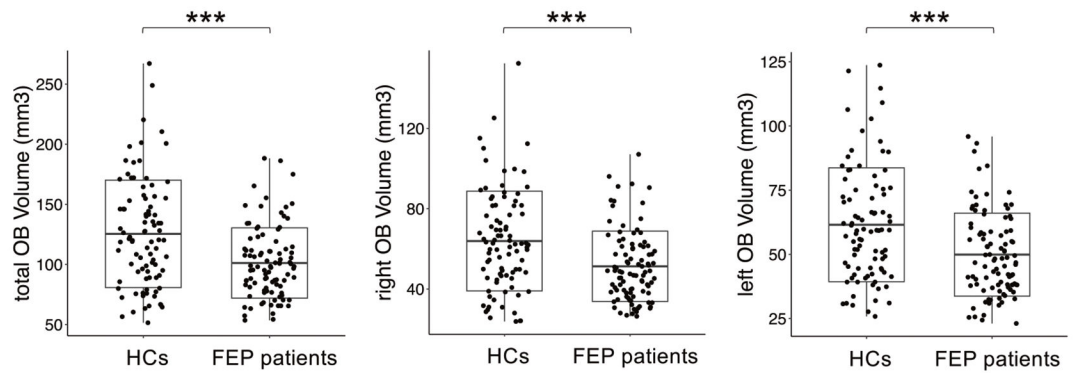 ***
total OB Volume (mm3)
250
200
150
100
50
HCs
FEP patients
***
right OB Volume (mm3)
120
80
40
HCs
FEP patients
***
left OB Volume (mm3)
125
100
75
50
25
HCs
FEP patients